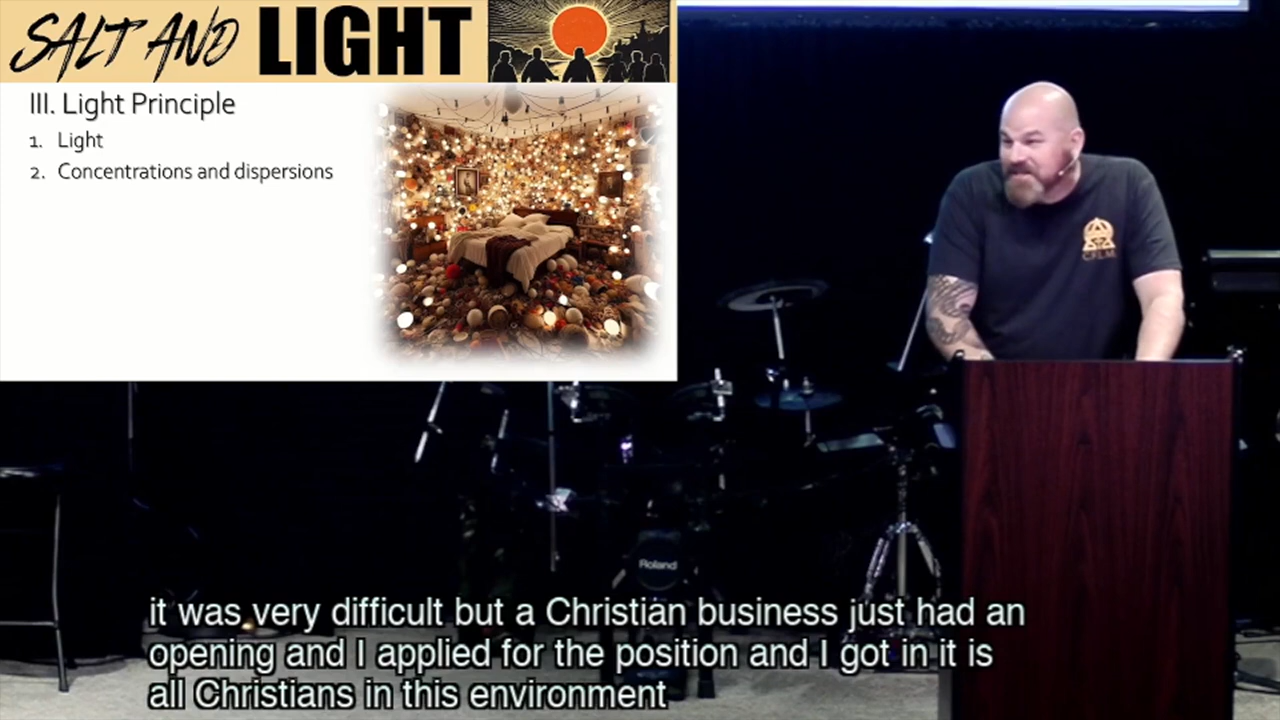 SALT AND LIGHT
III. Light Principle
1. Light
2. Concentrations and dispersions
Roland
it was very difficult but a Christian business just had an
opening and I applied for the position and I got in it is
all Christians in this environment